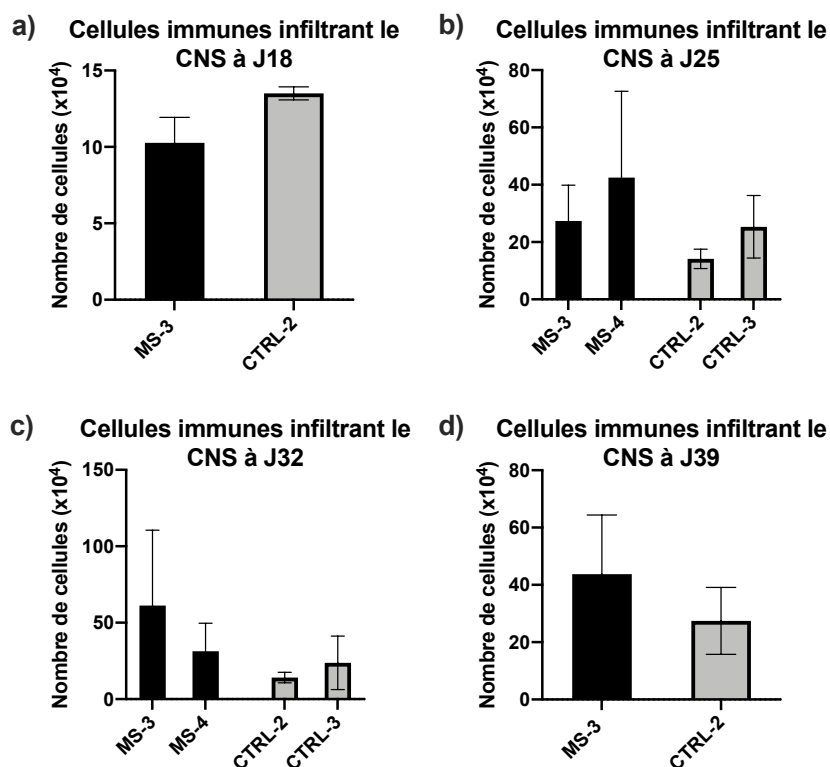 a)
Cellules immunes infiltrant le
CNS à J18
Nombre de cellules (x10⁴)
15
10
5
0
MS-3
CTRL-2
b)
Cellules immunes infiltrant le
CNS à J25
Nombre de cellules (x10⁴)
80
60
40
20
0
MS-3
MS-4
CTRL-2
CTRL-3
c)
Cellules immunes infiltrant le
CNS à J32
Nombre de cellules (x10⁴)
150
100
50
0
MS-3
MS-4
CTRL-2
CTRL-3
d)
Cellules immunes infiltrant le
CNS à J39
Nombre de cellules (x10⁴)
80
60
40
20
0
MS-3
CTRL-2